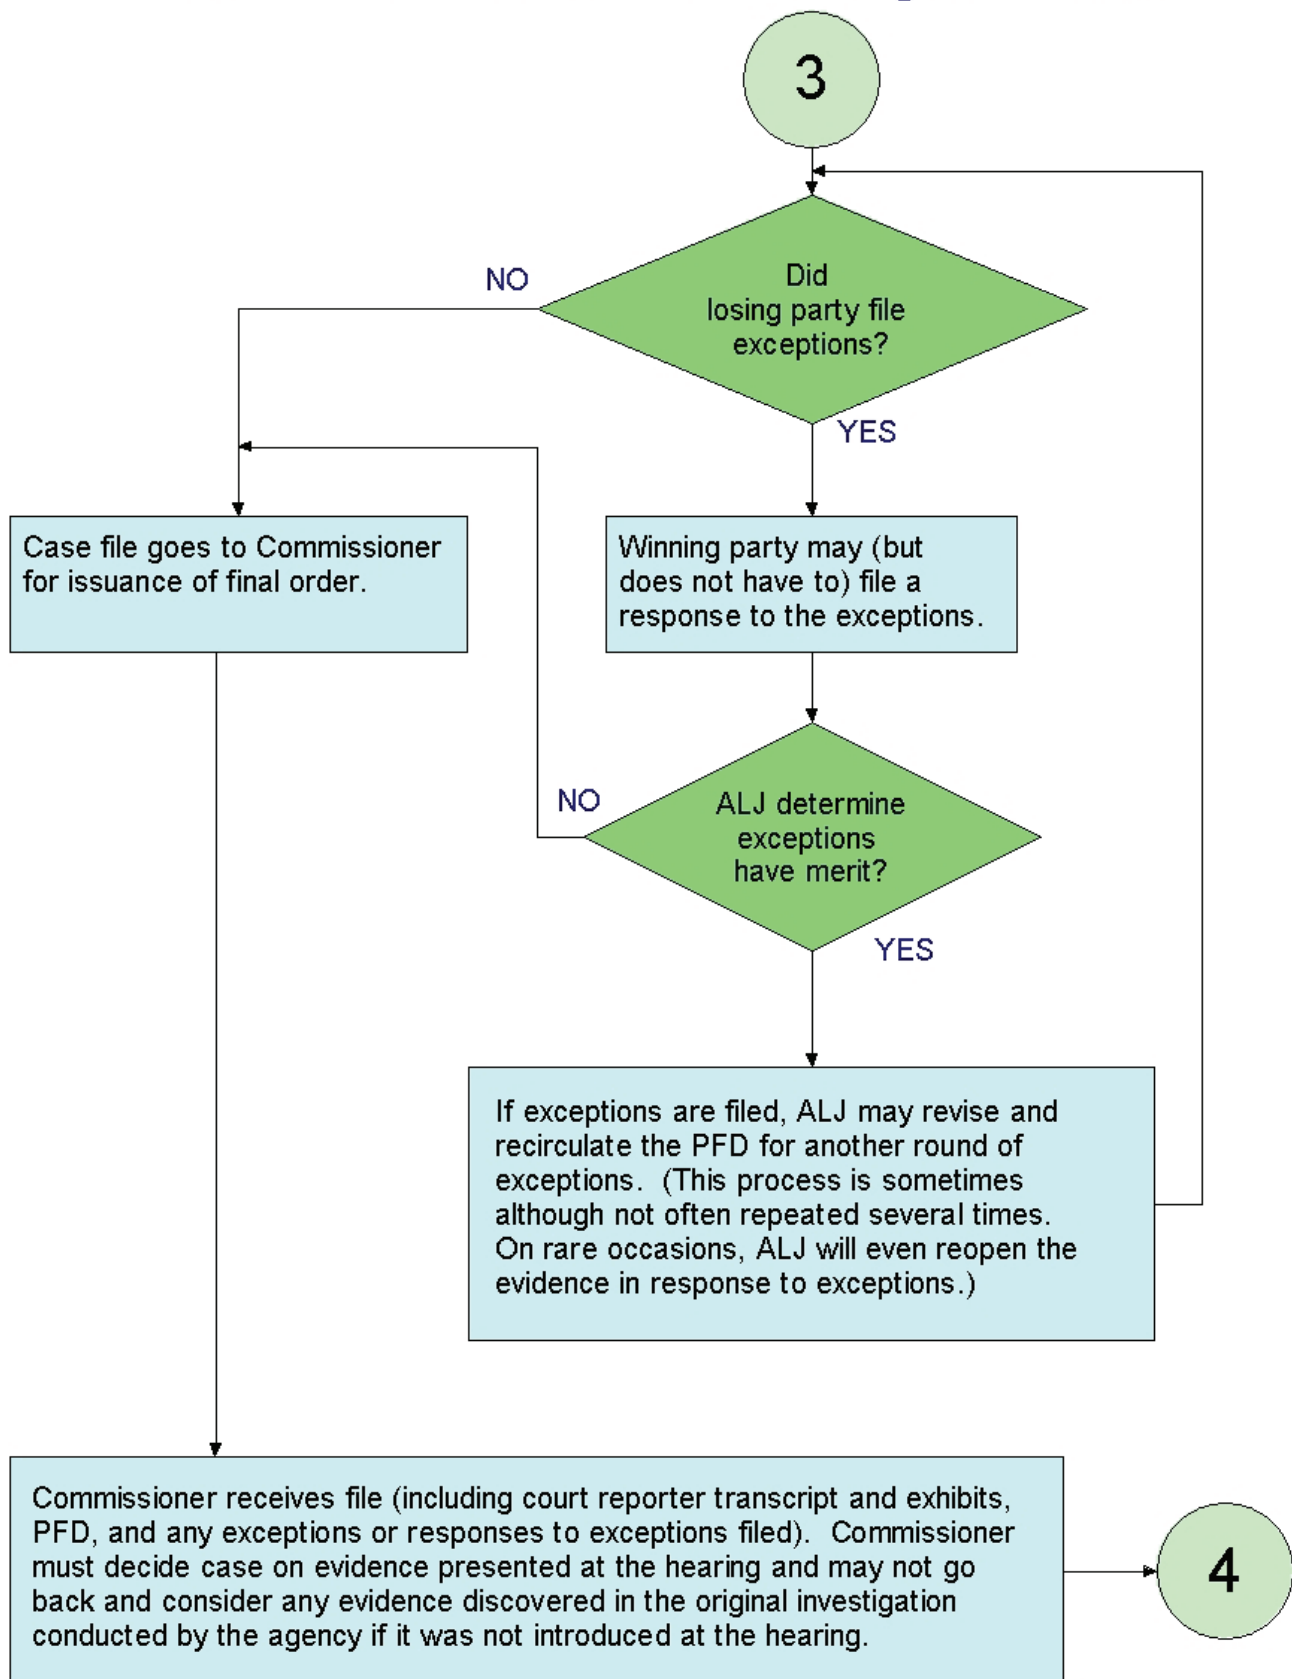 3
Did
losing party file
exceptions?
NO
YES
Case file goes to Commissioner
for issuance of final order.
Winning party may (but
does not have to) file a
response to the exceptions.
ALJ determine
exceptions
have merit?
NO
YES
If exceptions are filed, ALJ may revise and
recirculate the PFD for another round of
exceptions.  (This process is sometimes
although not often repeated several times.
On rare occasions, ALJ will even reopen the
evidence in response to exceptions.)
Commissioner receives file (including court reporter transcript and exhibits,
PFD, and any exceptions or responses to exceptions filed).  Commissioner
must decide case on evidence presented at the hearing and may not go
back and consider any evidence discovered in the original investigation
conducted by the agency if it was not introduced at the hearing.
4